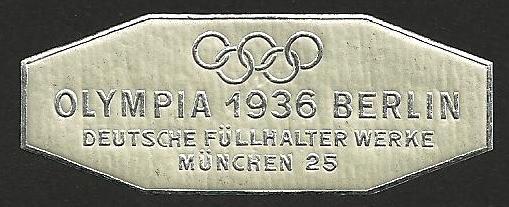 OLYMPIA 1936 BERLIN
DEUTSCHE FÜLLHALTER WERKE
MÜNCHEN 25